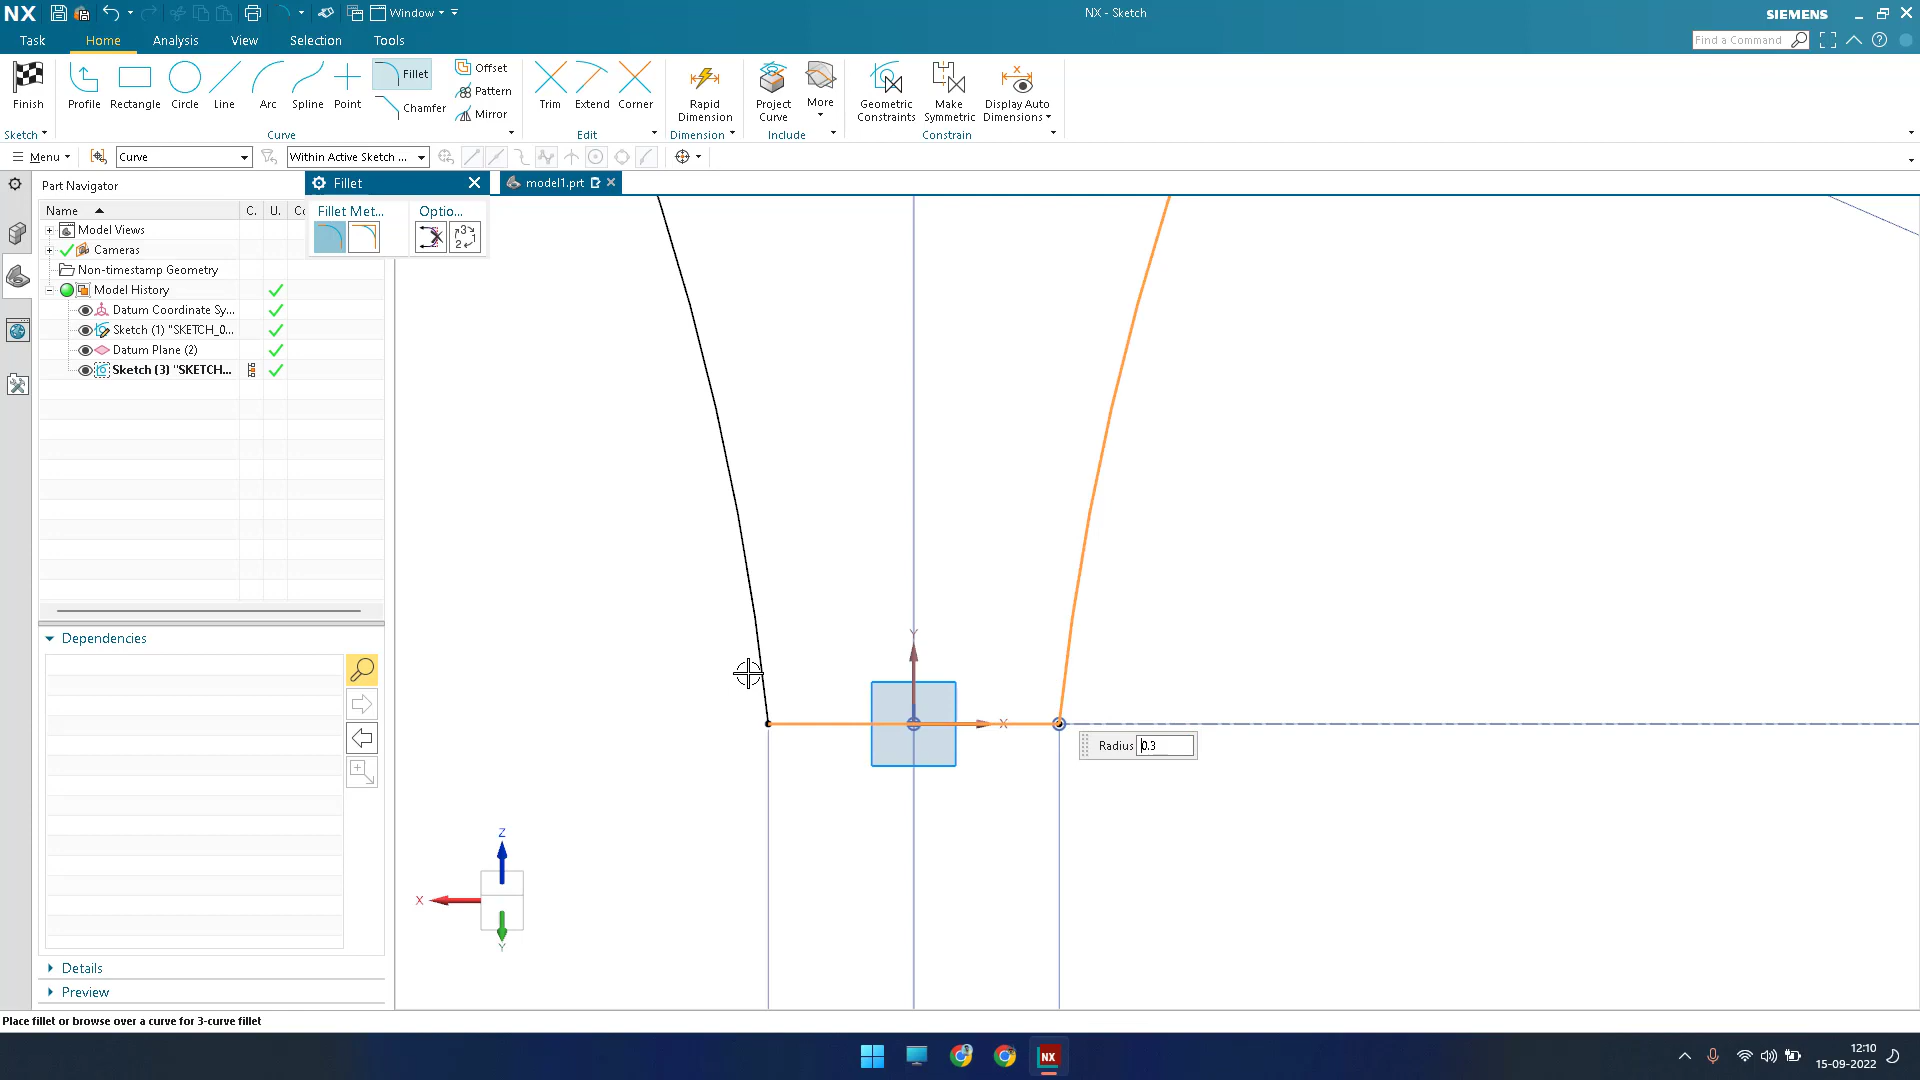 NX
Window
NX - Sketch
SIEMENS
Task
Home
Analysis
View
Selection
Tools
Find a Command
Finish
Profile
Rectangle
Circle
Line
Arc
Spline
Point
Fillet
Chamfer
Offset
Pattern
Mirror
Trim
Extend
Corner
Rapid
Dimension
Project
Curve
More
Geometric
Constraints
Make
Symmetric
Display Auto
Dimensions
Sketch
Curve
Edit
Dimension
Include
Constrain
Menu
Curve
Within Active Sketch ...
Part Navigator
Fillet
model1.prt
Name
C.
U.
Cc
Fillet Met...
Optio...
Model Views
Cameras
Non-timestamp Geometry
Model History
Datum Coordinate Sy...
Sketch (1) "SKETCH_0...
Datum Plane (2)
Sketch (3) "SKETCH...
Y
X
Radius
0.3
Dependencies
Z
X
Y
Details
Preview
Place fillet or browse over a curve for 3-curve fillet
NX
12:10
15-09-2022